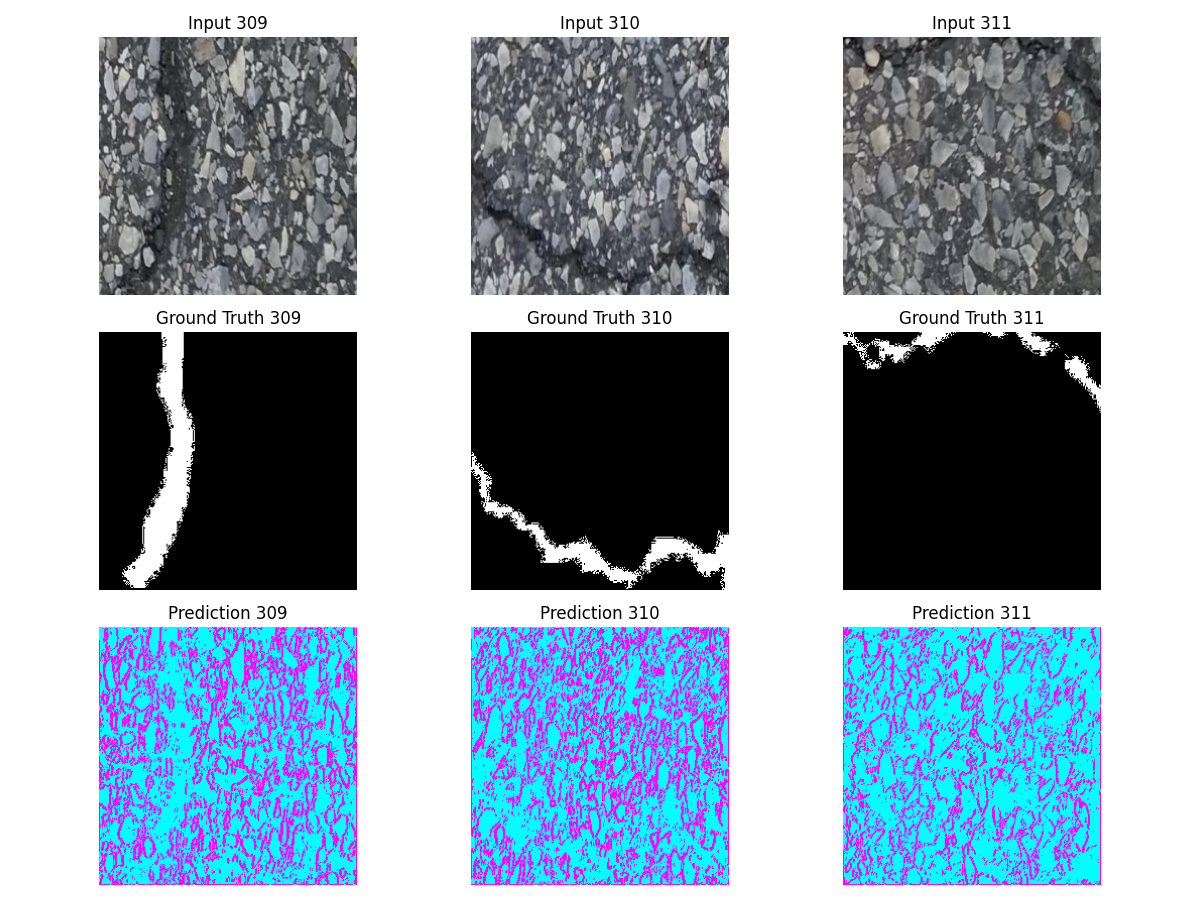 Input 309
Input 310
Input 311
Ground Truth 309
Ground Truth 310
Ground Truth 311
Prediction 309
Prediction 310
Prediction 311